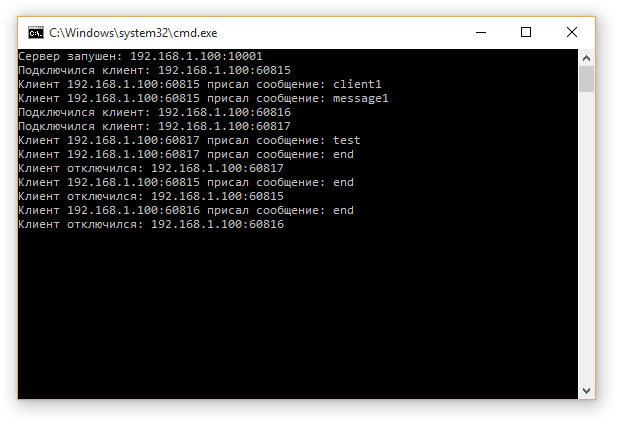 C:\Windows\system32\cmd.exe
Сервер запушен: 192.168.1.100:10001
Подключился клиент: 192.168.1.100:60815
Клиент 192.168.1.100:60815 присал сообщение: client1
Клиент 192.168.1.100:60815 присал сообщение: message1
Подключился клиент: 192.168.1.100:60816
Подключился клиент: 192.168.1.100:60817
Клиент 192.168.1.100:60817 присал сообщение: test
Клиент 192.168.1.100:60817 присал сообщение: end
Клиент отключился: 192.168.1.100:60817
Клиент 192.168.1.100:60815 присал сообщение: end
Клиент отключился: 192.168.1.100:60815
Клиент 192.168.1.100:60816 присал сообщение: end
Клиент отключился: 192.168.1.100:60816